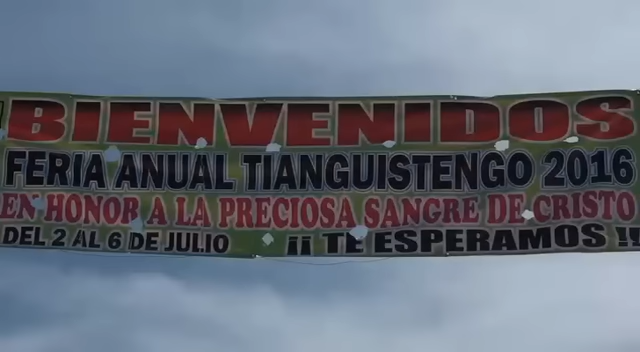 BIENVENIDOS
FERIA ANUAL TIANGUISTENGO 2016
EN HONOR A LA PRECIOSA SANGRE DE CRISTO
DEL 2 AL 6 DE JULIO ¡¡ TE ESPERAMOS !!